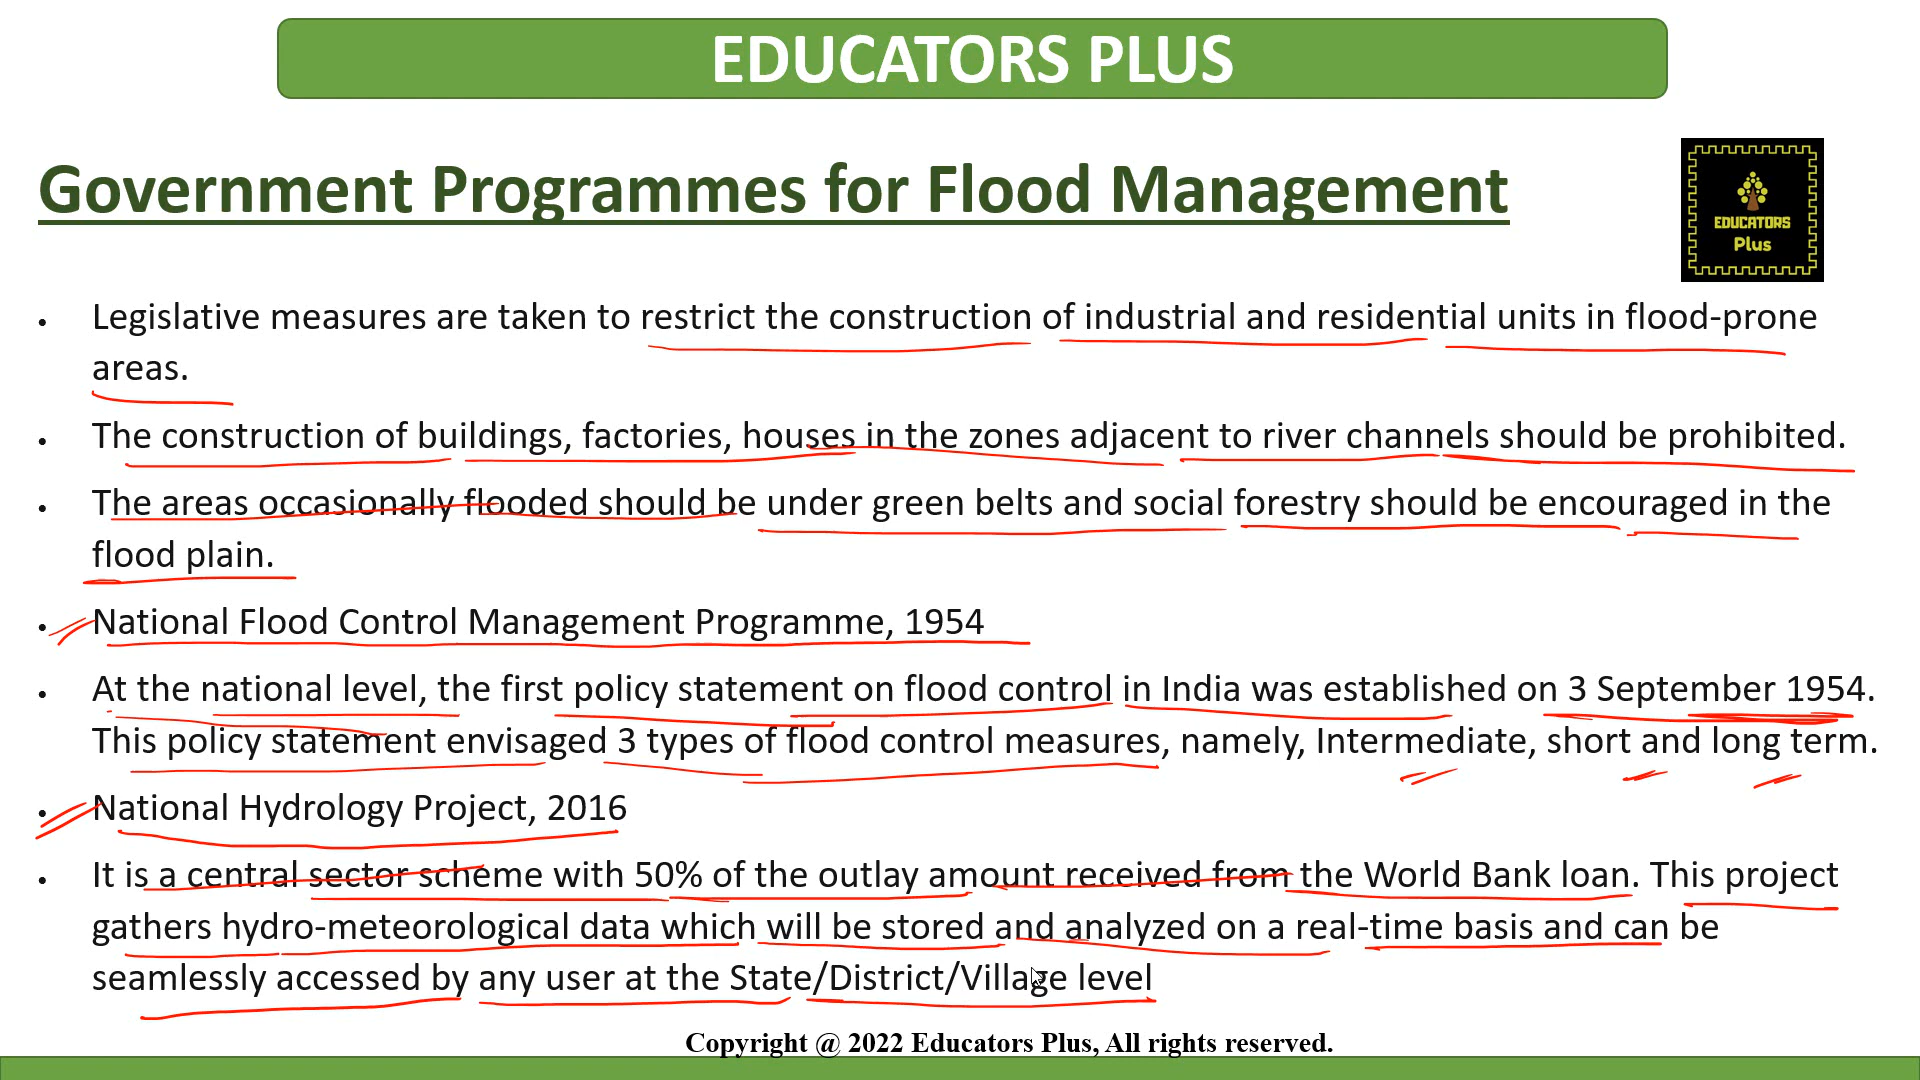 EDUCATORS PLUS
Government Programmes for Flood Management
EDUCATORS
Plus
• Legislative measures are taken to restrict the construction of industrial and residential units in flood-prone
areas.
• The construction of buildings, factories, houses in the zones adjacent to river channels should be prohibited.
• The areas occasionally flooded should be under green belts and social forestry should be encouraged in the
flood plain.
• National Flood Control Management Programme, 1954
• At the national level, the first policy statement on flood control in India was established on 3 September 1954.
This policy statement envisaged 3 types of flood control measures, namely, Intermediate, short and long term.
• National Hydrology Project, 2016
• It is a central sector scheme with 50% of the outlay amount received from the World Bank loan. This project
gathers hydro-meteorological data which will be stored and analyzed on a real-time basis and can be
seamlessly accessed by any user at the State/District/Village level
Copyright @ 2022 Educators Plus, All rights reserved.